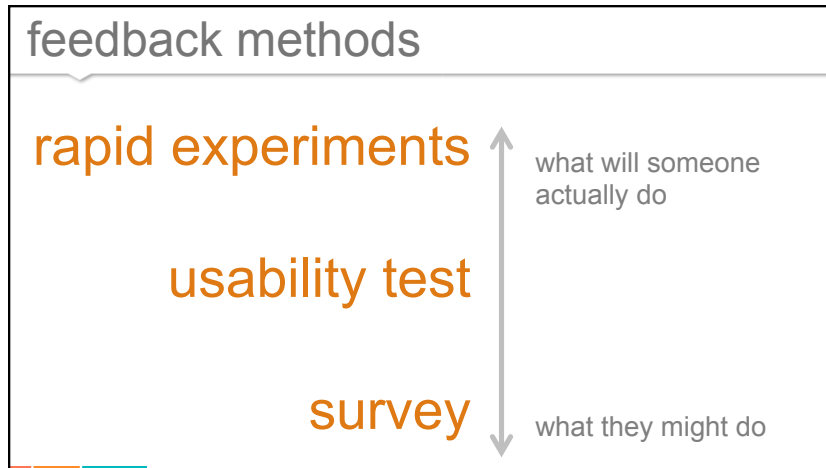 feedback methods
rapid experiments
what will someone
actually do
usability test
survey
what they might do